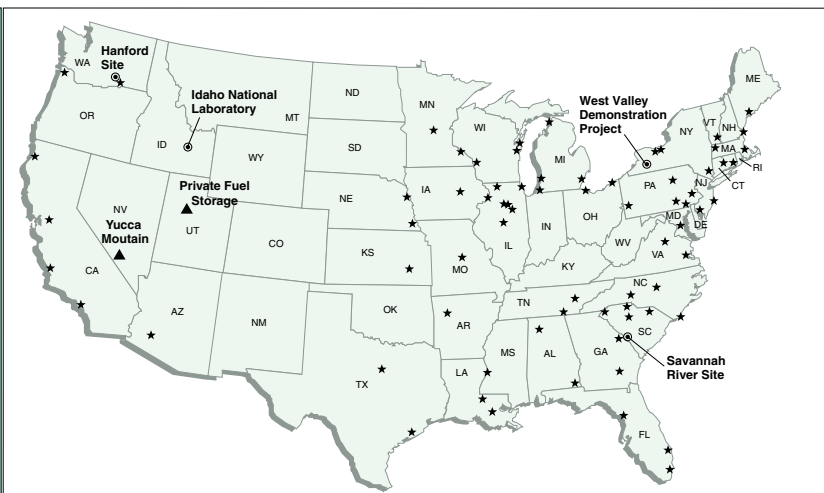 Hanford
Site
WA
Idaho National
Laboratory
MT
ND
MN
ME
OR
ID
WY
SD
WI
West Valley
Demonstration
Project
NY
VT
NH
MA
RI
CT
MI
Private Fuel
Storage
Yucca
Moutain
NV
UT
NE
IA
PA
NJ
MD
DE
CA
CO
KS
MO
IL
IN
OH
WV
VA
KY
AZ
NM
OK
AR
TN
NC
SC
TX
LA
MS
AL
GA
Savannah
River Site
FL